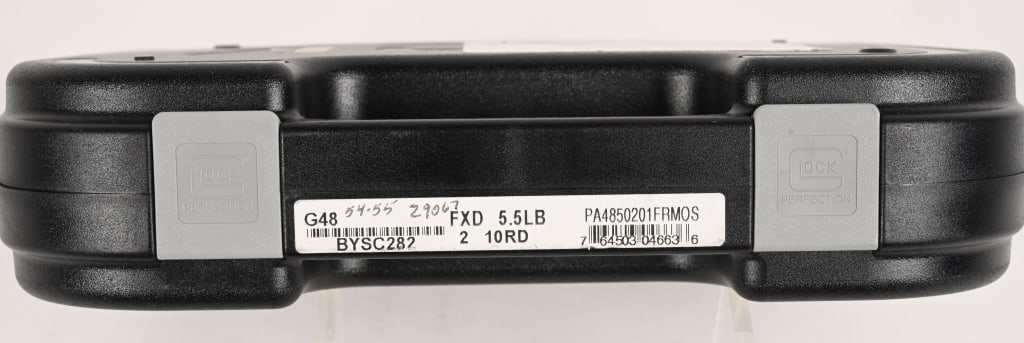 GLOCK
PERFECTION
G48 54-55 29067 FXD 5.5LB PA4850201FRMOS
BYSC282 2 10RD 7 64503 04663 6
GLOCK
PERFECTION